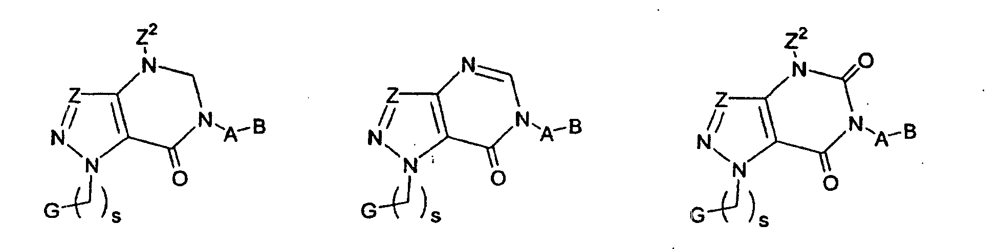 Z² Z²
N N N O
Z Z Z
N A-B N A-B N A-B
N N N
N N N
O O O
G ( )s G ( )s G ( )s